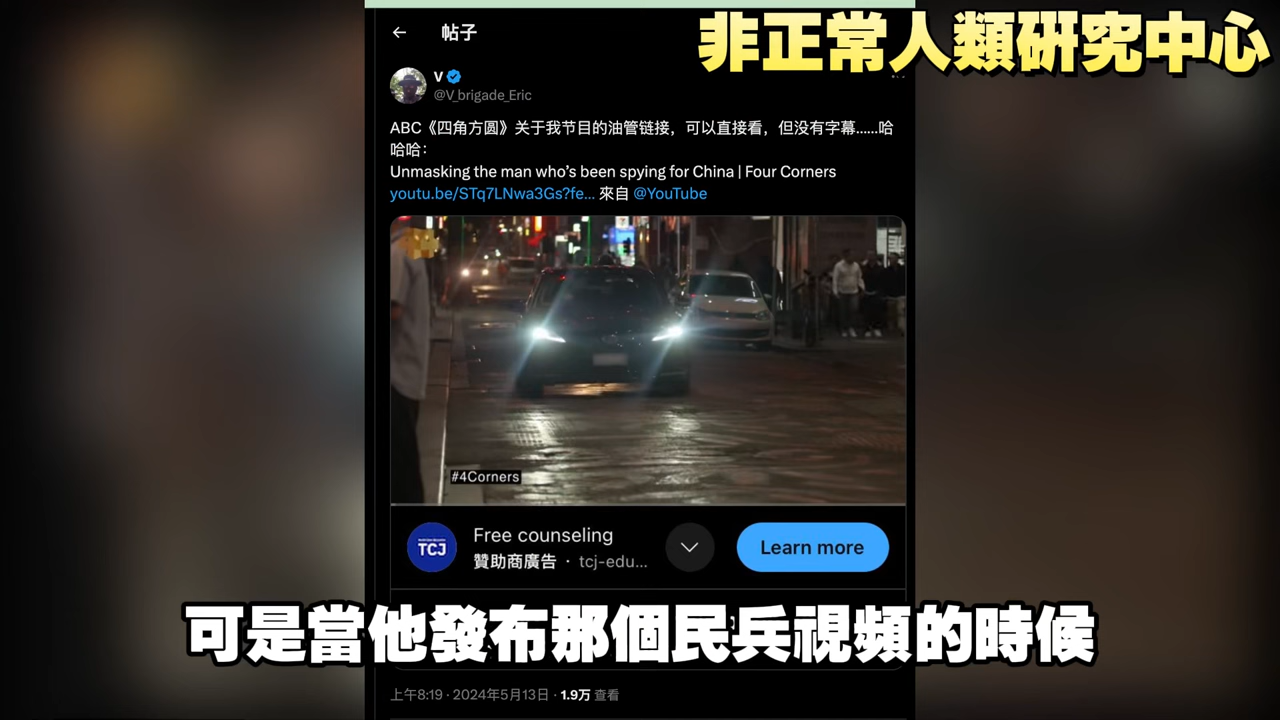 非正常人類研究中心
帖子
V
@V_brigade_Eric
ABC《四角方圆》关于我节目的油管链接，可以直接看，但没有字幕......哈
哈哈：
Unmasking the man who's been spying for China | Four Corners
youtu.be/STq7LNwa3Gs?fe... 來自 @YouTube
#4Corners
TCJ
Free counseling
贊助商廣告 · tcj-edu...
Learn more
可是當他發布那個民兵視頻的時候
上午8:19 · 2024年5月13日 · 1.9万 查看